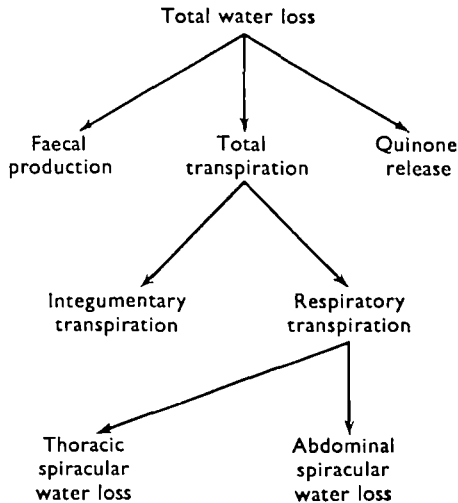 Total water loss
Faecal
production
Total
transpiration
Quinone
release
Integumentary
transpiration
Respiratory
transpiration
Thoracic
spiracular
water loss
Abdominal
spiracular
water loss